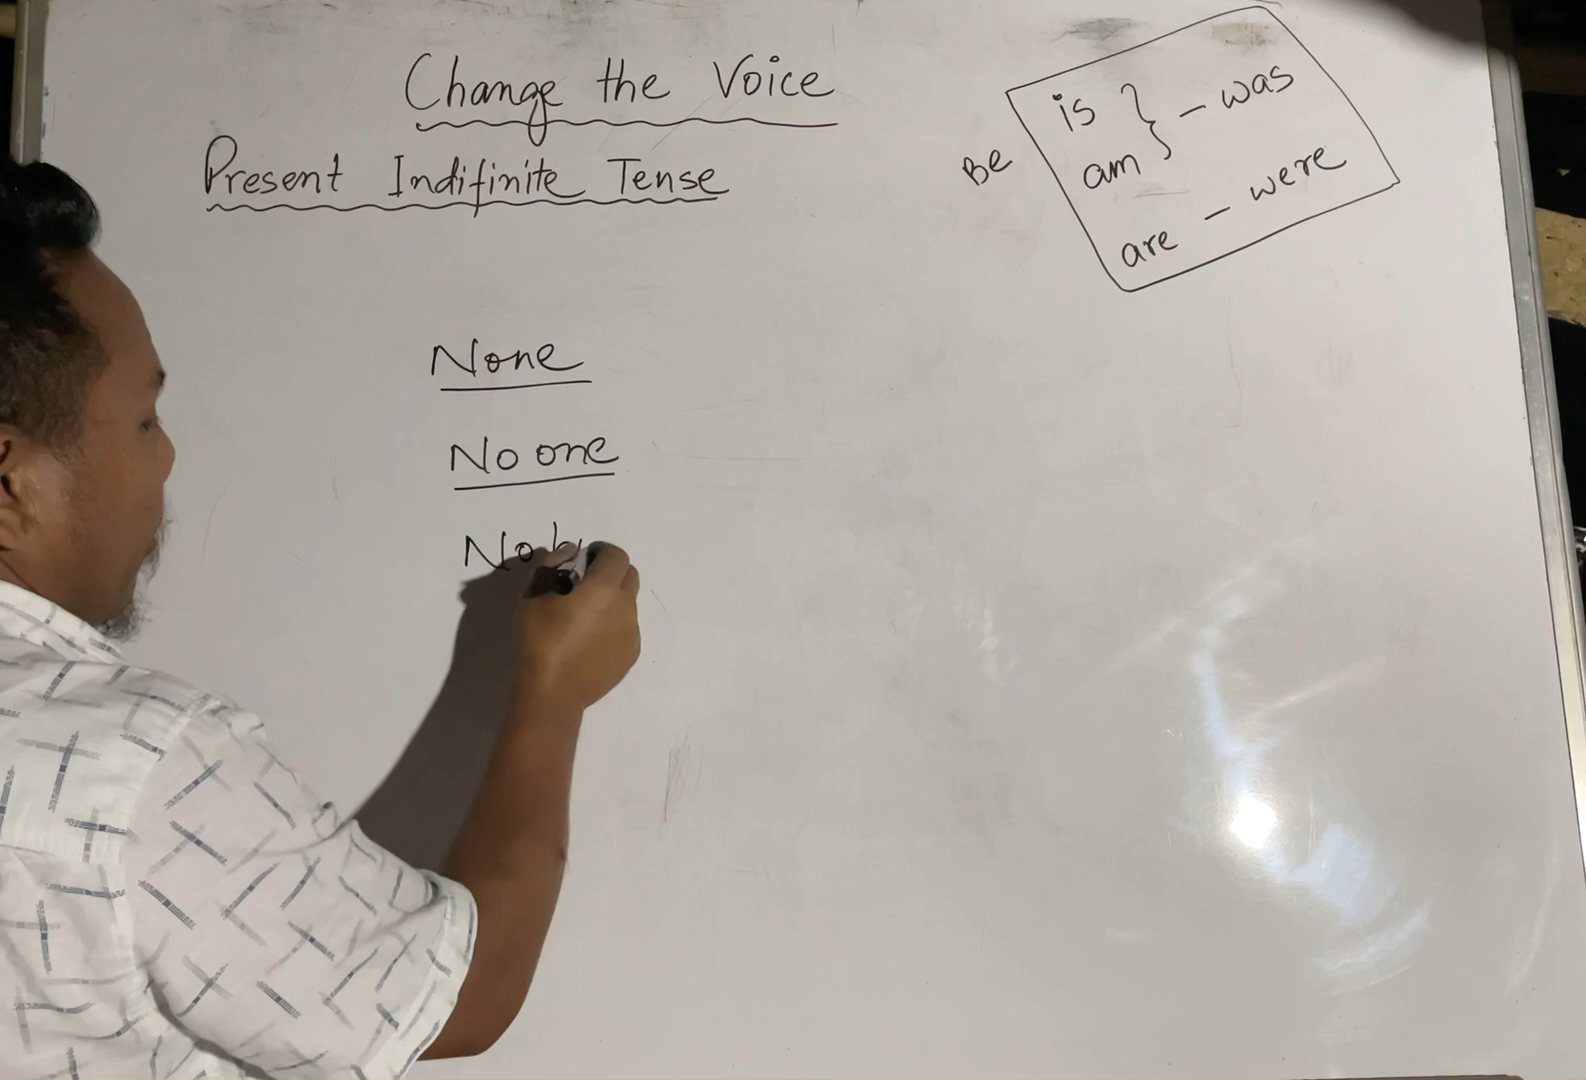 Change the Voice
Present Indifinite Tense
Be
is } - was
am
are - were
None
No one